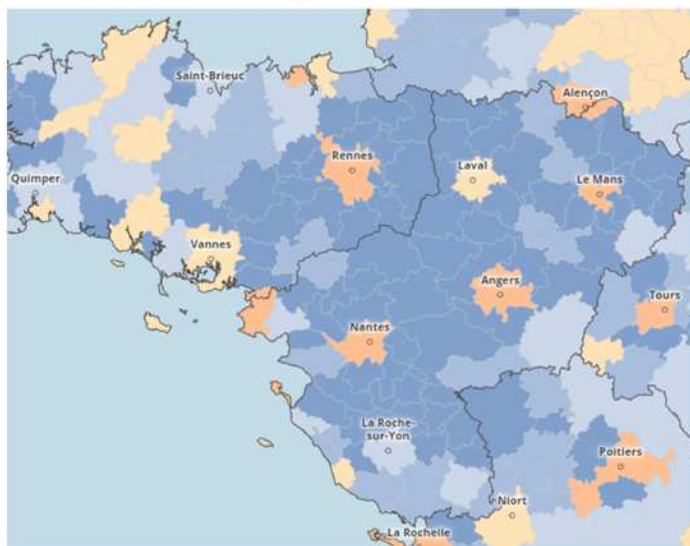 Saint-Brieuc
Alençon
Rennes
Laval
Quimper
Le Mans
Vannes
Angers
Tours
Nantes
La Roche-
sur-Yon
Poitiers
Niort
La Rochelle